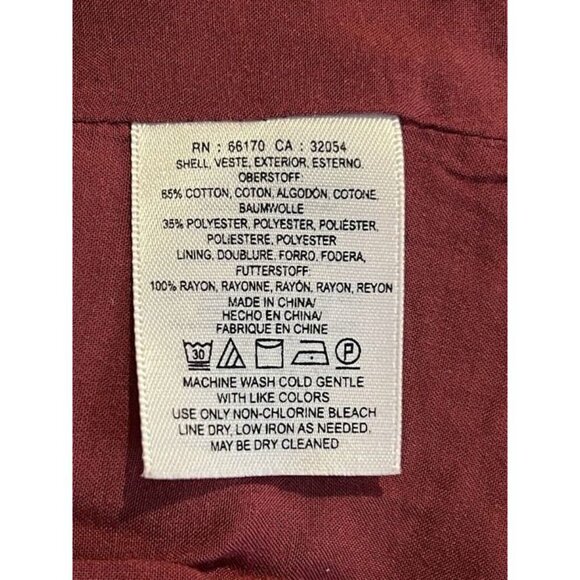 RN : 66170 CA : 32054
SHELL, VESTE, EXTERIOR, ESTERNO,
OBERSTOFF:
65% COTTON, COTON, ALGODÓN, COTONE,
BAUMWOLLE
35% POLYESTER, POLYESTER, POLIÉSTER,
POLIESTERE, POLYESTER
LINING, DOUBLURE, FORRO, FODERA,
FUTTERSTOFF:
100% RAYON, RAYONNE, RAYÓN, RAYON, REYON
MADE IN CHINA/
HECHO EN CHINA/
FABRIQUE EN CHINE
30 P
MACHINE WASH COLD GENTLE
WITH LIKE COLORS
USE ONLY NON-CHLORINE BLEACH
LINE DRY, LOW IRON AS NEEDED,
MAY BE DRY CLEANED